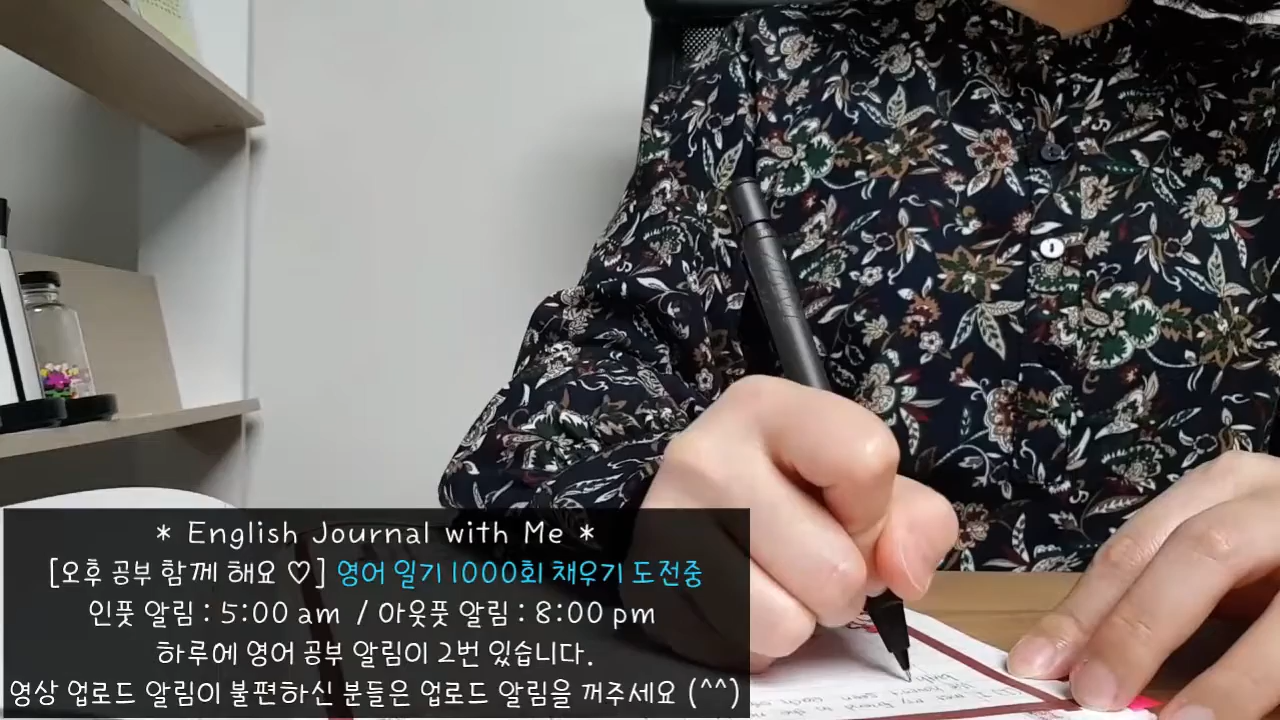 * English Journal with Me *
[오후 공부 함께 해요 ♡] 영어 일기 1000회 채우기 도전중
인풋 알림 : 5:00 am / 아웃풋 알림 : 8:00 pm
하루에 영어 공부 알림이 2번 있습니다.
영상 업로드 알림이 불편하신 분들은 업로드 알림을 꺼주세요 (^^)